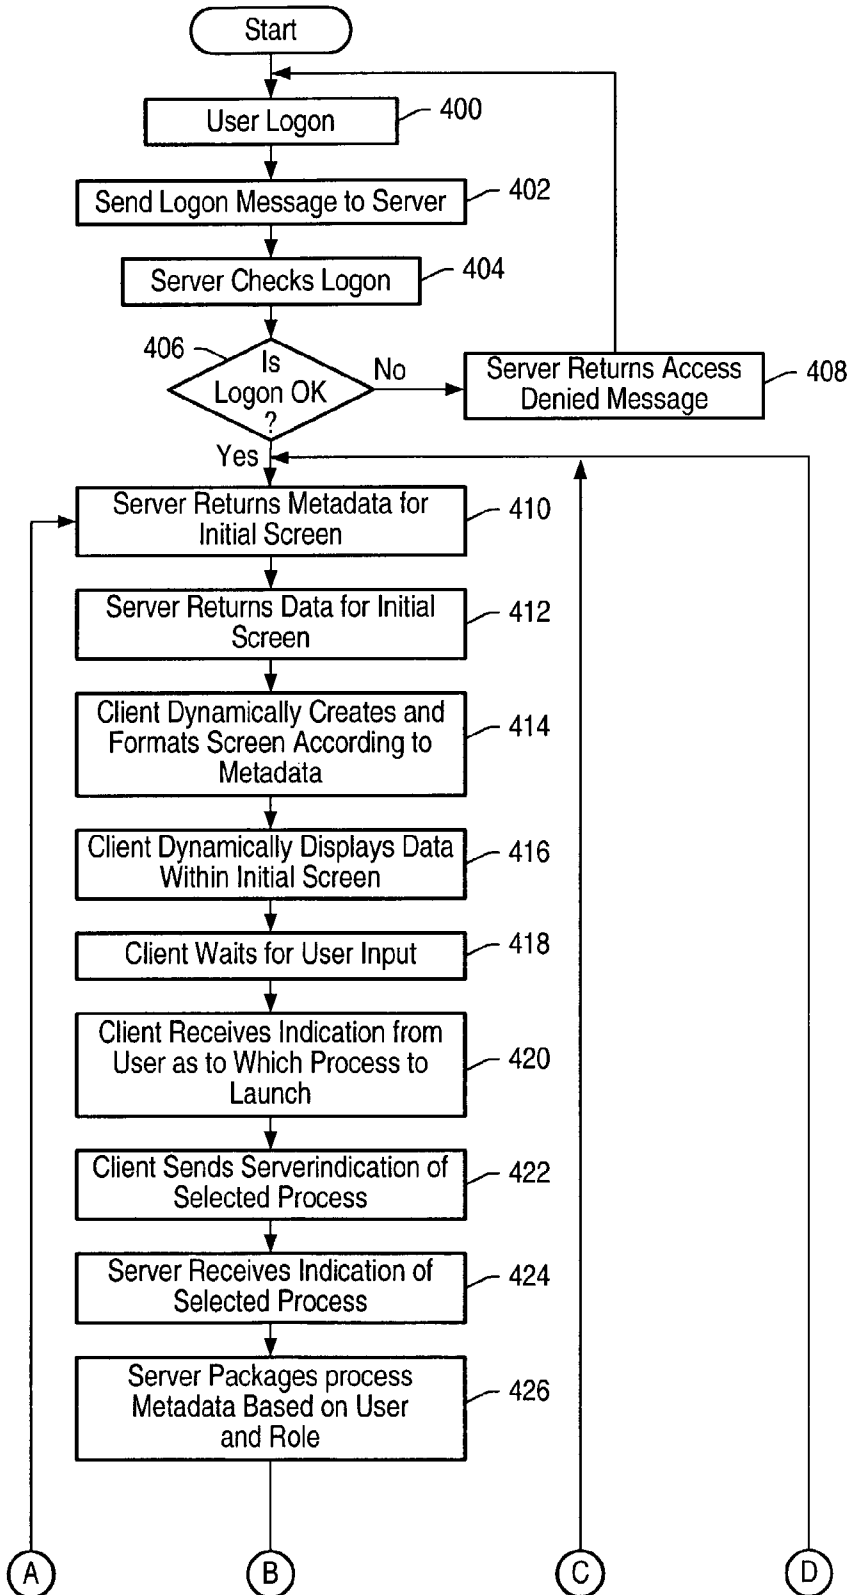 Start
User Logon
400
Send Logon Message to Server
402
Server Checks Logon
404
406
Is
Logon OK
?
No
Server Returns Access
Denied Message
408
Yes
Server Returns Metadata for
Initial Screen
410
Server Returns Data for Initial
Screen
412
Client Dynamically Creates and
Formats Screen According to
Metadata
414
Client Dynamically Displays Data
Within Initial Screen
416
Client Waits for User Input
418
Client Receives Indication from
User as to Which Process to
Launch
420
Client Sends Serverindication of
Selected Process
422
Server Receives Indication of
Selected Process
424
Server Packages process
Metadata Based on User
and Role
426
A
B
C
D